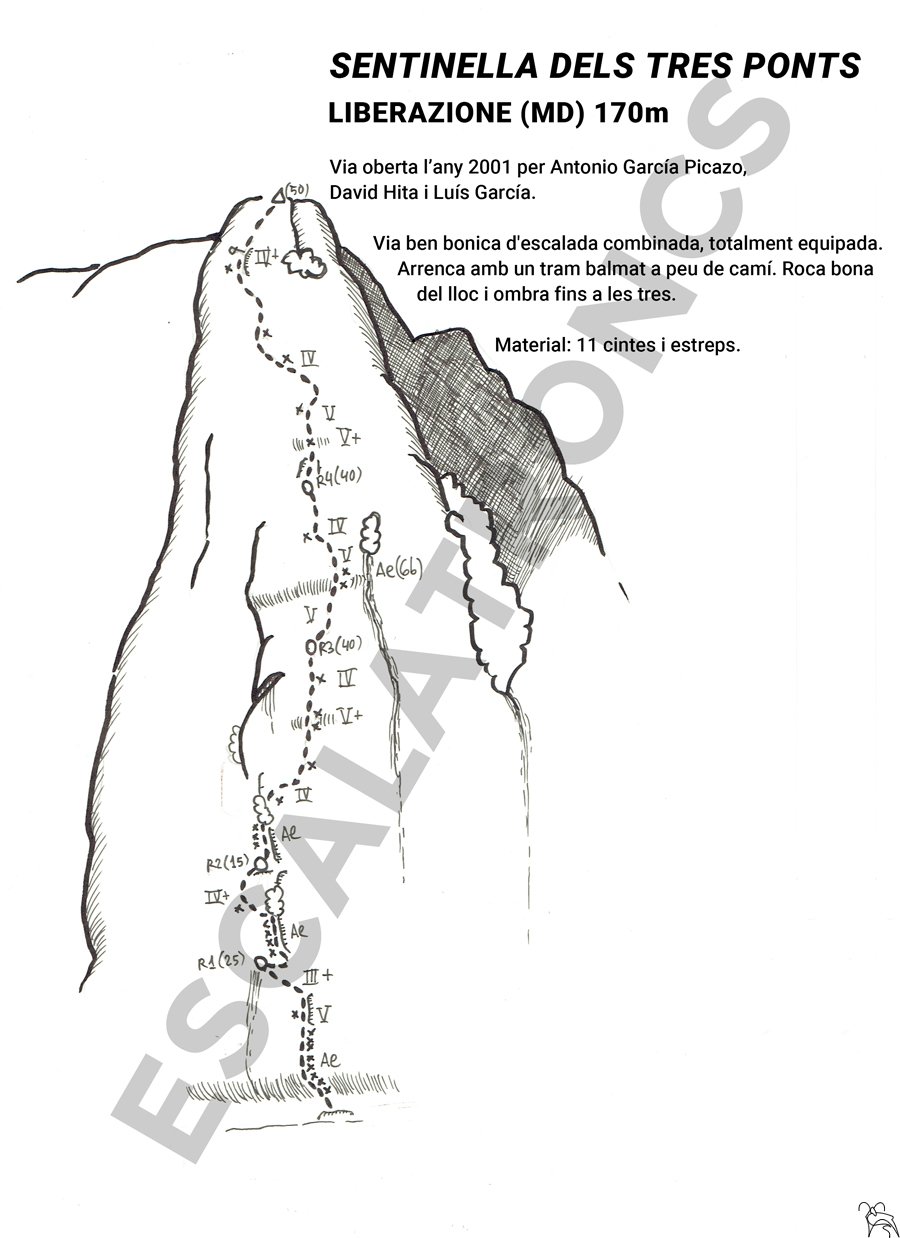 SENTINELLA DELS TRES PONTS
LIBERAZIONE (MD) 170m
Via oberta l'any 2001 per Antonio García Picazo,
David Hita i Luís García.
Via ben bonica d'escalada combinada, totalment equipada.
Arrenca amb un tram balmat a peu de camí. Roca bona
del lloc i ombra fins a les tres.
Material: 11 cintes i estreps.
(50)
IV+
IV
V
V+
R4(40)
IV
V
Ae(6b)
V
R3(40)
IV
V+
IV
Ae
R2(15)
IV+
Ae
R1(25)
III+
V
Ae
ESCALATRONCS